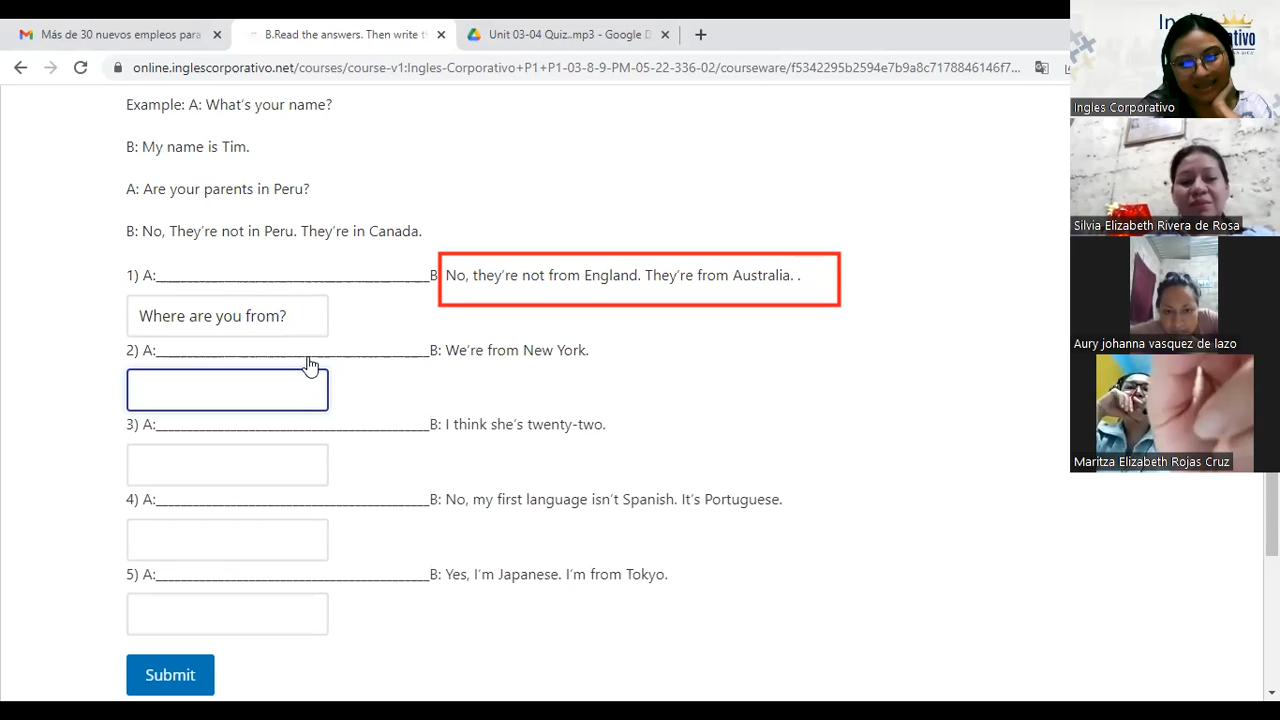 Más de 30 nuevos empleos para
B.Read the answers. Then write t
Unit 03-04 Quiz..mp3 - Google D
online.inglescorporativo.net/courses/course-v1:Ingles-Corporativo+P1+P1-03-8-9-PM-05-22-336-02/courseware/f5f42295b2594e7b9a8c7178846146f7...
Example: A: What's your name?
B: My name is Tim.
A: Are your parents in Peru?
B: No, They're not in Peru. They're in Canada.
1) A:______________________________B: No, they're not from England. They're from Australia. .
Where are you from?
2) A:______________________________B: We're from New York.
3) A:______________________________B: I think she's twenty-two.
4) A:______________________________B: No, my first language isn't Spanish. It's Portuguese.
5) A:______________________________B: Yes, I'm Japanese. I'm from Tokyo.
Submit
Ingles Corporativo
Silvia Elizabeth Rivera de Rosa
Aury johanna vasquez de lazo
Maritza Elizabeth Rojas Cruz